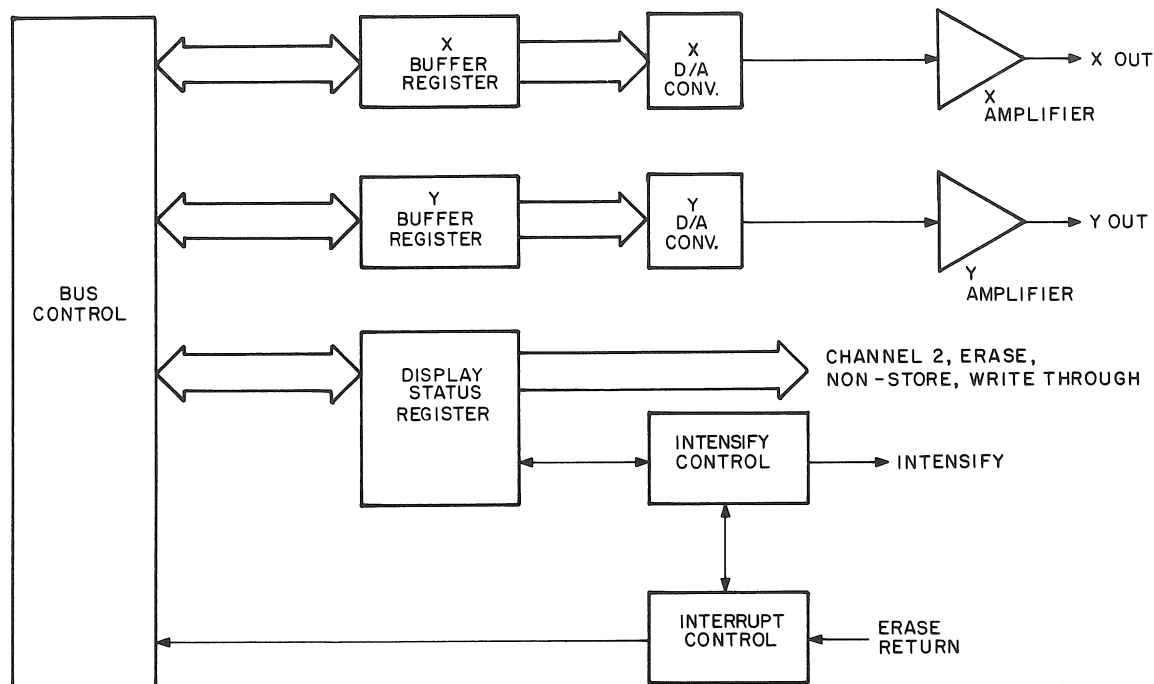 BUS
CONTROL
X
BUFFER
REGISTER
X
D/A
CONV.
X
AMPLIFIER
X OUT
Y
BUFFER
REGISTER
Y
D/A
CONV.
Y
AMPLIFIER
Y OUT
DISPLAY
STATUS
REGISTER
CHANNEL 2, ERASE,
NON-STORE, WRITE THROUGH
INTENSIFY
CONTROL
INTENSIFY
INTERRUPT
CONTROL
ERASE
RETURN